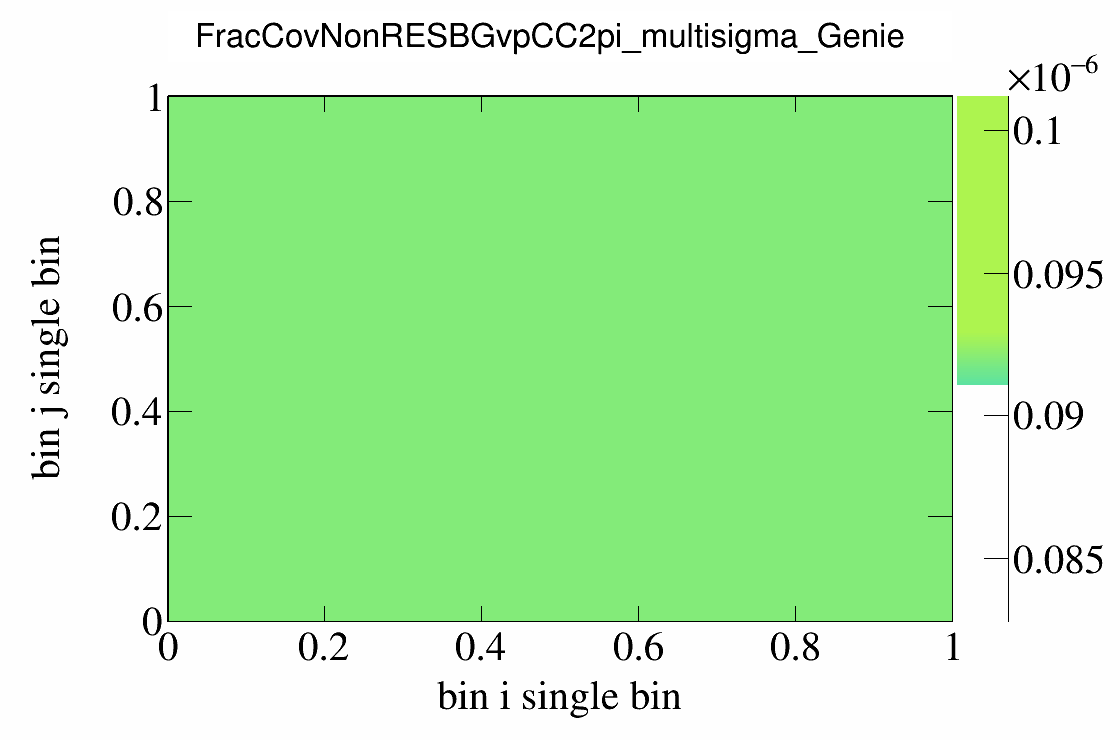 FracCovNonRESBGvpCC2pi_multisigma_Genie
×10⁻⁶
1
0.8
0.6
0.4
0.2
0
bin j single bin
0.1
0.095
0.09
0.085
0 0.2 0.4 0.6 0.8 1
bin i single bin